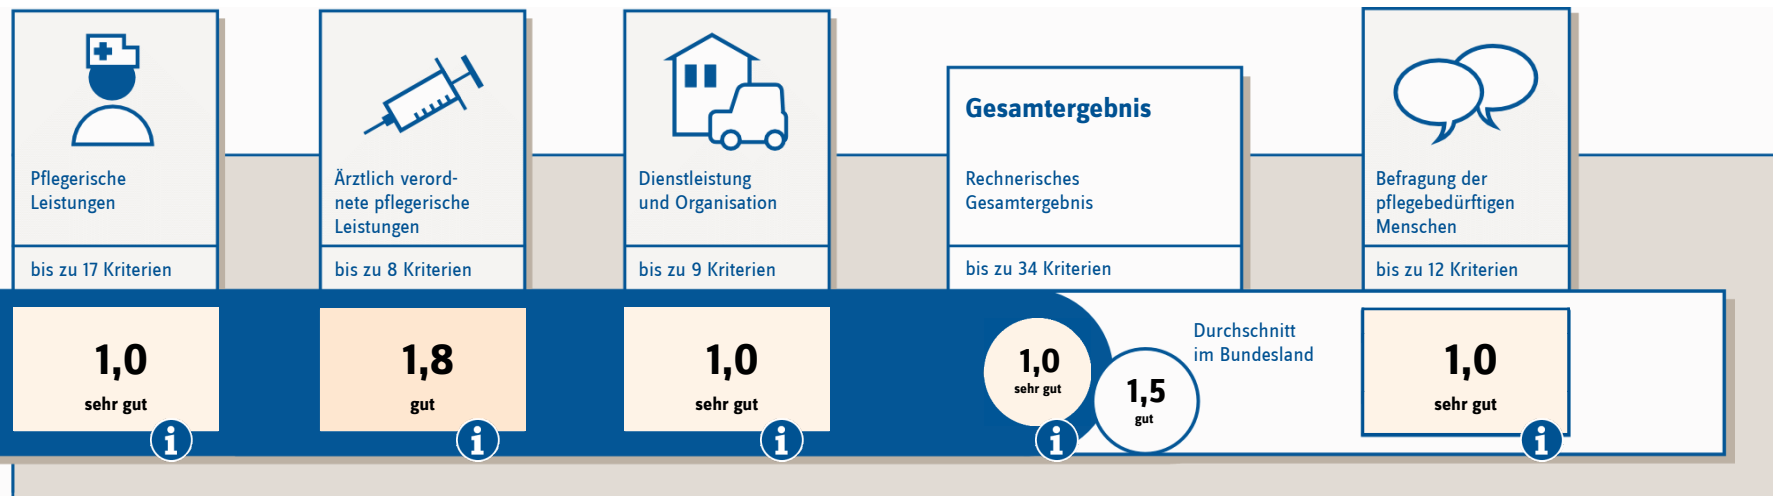 Pflegerische
Leistungen
bis zu 17 Kriterien
1,0
sehr gut
i
Ärztlich verord-
nete pflegerische
Leistungen
bis zu 8 Kriterien
1,8
gut
i
Dienstleistung
und Organisation
bis zu 9 Kriterien
1,0
sehr gut
i
Gesamtergebnis
Rechnerisches
Gesamtergebnis
bis zu 34 Kriterien
1,0
sehr gut
i
1,5
gut
Durchschnitt
im Bundesland
Befragung der
pflegebedürftigen
Menschen
bis zu 12 Kriterien
1,0
sehr gut
i